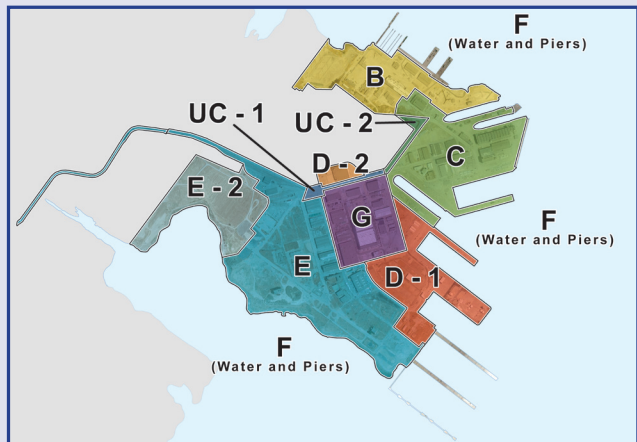 F
(Water and Piers)
B
UC - 1
UC - 2
D - 2
C
E - 2
G
F
(Water and Piers)
E
D - 1
F
(Water and Piers)